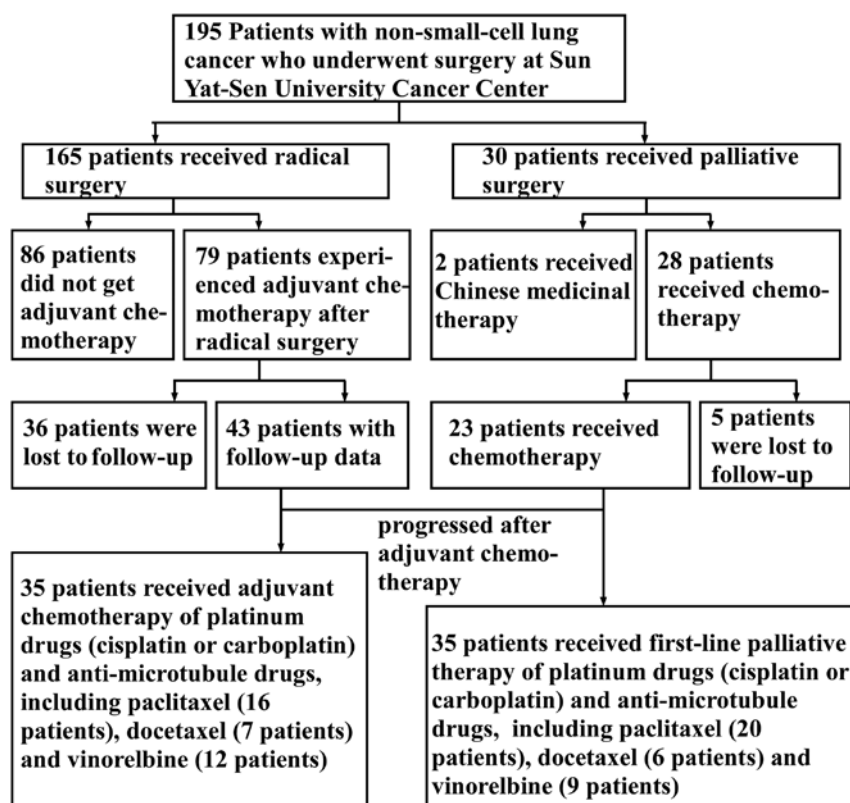 195 Patients with non-small-cell lung
cancer who underwent surgery at Sun
Yat-Sen University Cancer Center
165 patients received radical
surgery
30 patients received palliative
surgery
86 patients
did not get
adjuvant che-
motherapy
79 patients experi-
enced adjuvant che-
motherapy after
radical surgery
2 patients received
Chinese medicinal
therapy
28 patients
received chemo-
therapy
36 patients were
lost to follow-up
43 patients with
follow-up data
23 patients received
chemotherapy
5 patients
were lost to
follow-up
progressed after
adjuvant chemo-
therapy
35 patients received adjuvant
chemotherapy of platinum
drugs (cisplatin or carboplatin)
and anti-microtubule drugs,
including paclitaxel (16
patients), docetaxel (7 patients)
and vinorelbine (12 patients)
35 patients received first-line palliative
therapy of platinum drugs (cisplatin or
carboplatin) and anti-microtubule
drugs, including paclitaxel (20
patients), docetaxel (6 patients) and
vinorelbine (9 patients)